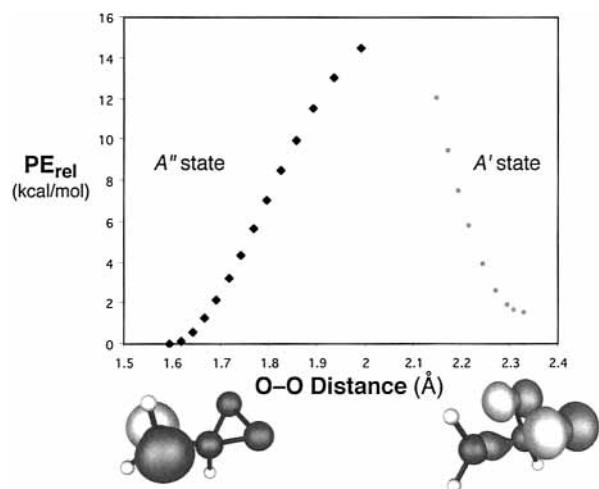 16
14
12
10
8
6
4
2
0
PE_rel
(kcal/mol)
A" state
A' state
1.5 1.6 1.7 1.8 1.9 2 2.1 2.2 2.3 2.4
O–O Distance (Å)